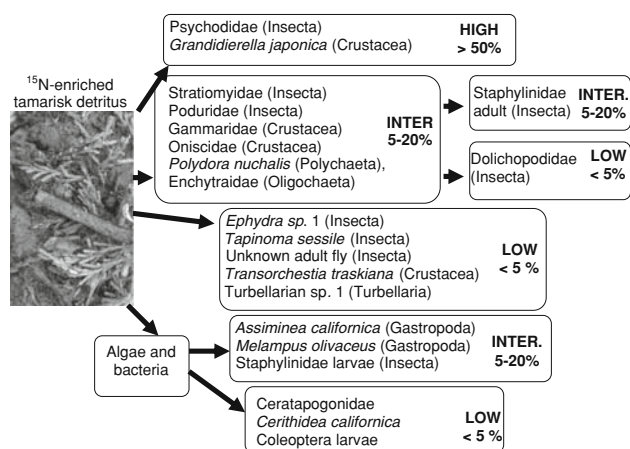 ¹⁵N-enriched
tamarisk detritus
Psychodidae (Insecta)
Grandidierella japonica (Crustacea)
HIGH
> 50%
Stratiomyidae (Insecta)
Poduridae (Insecta)
Gammaridae (Crustacea)
Oniscidae (Crustacea)
Polydora nuchalis (Polychaeta),
Enchytraidae (Oligochaeta)
INTER
5-20%
Staphylinidae
adult (Insecta)
INTER.
5-20%
Dolichopodidae
(Insecta)
LOW
< 5%
Ephydra sp. 1 (Insecta)
Tapinoma sessile (Insecta)
Unknown adult fly (Insecta)
Transorchestia traskiana (Crustacea)
Turbellarian sp. 1 (Turbellaria)
LOW
< 5 %
Algae and
bacteria
Assiminea californica (Gastropoda)
Melampus olivaceus (Gastropoda)
Staphylinidae larvae (Insecta)
INTER.
5-20%
Ceratapogonidae
Cerithidea californica
Coleoptera larvae
LOW
< 5 %